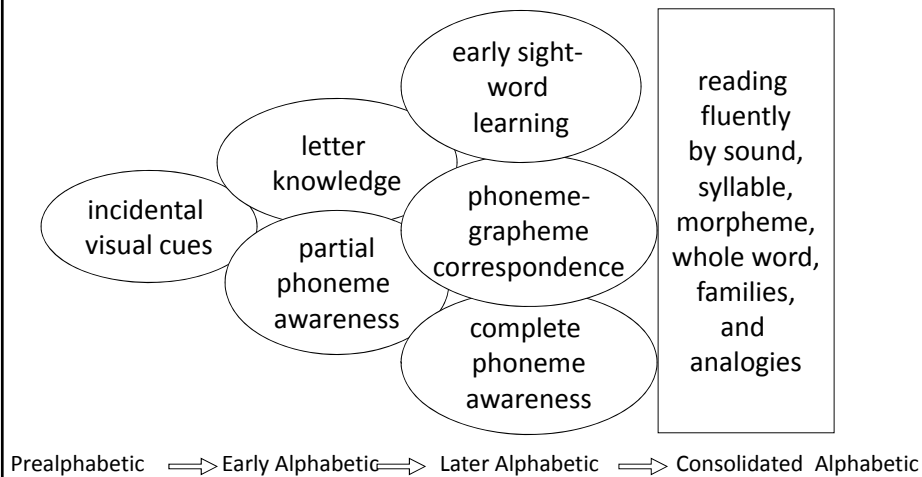 incidental
visual cues
letter
knowledge
partial
phoneme
awareness
early sight-
word
learning
phoneme-
grapheme
correspondence
complete
phoneme
awareness
reading
fluently
by sound,
syllable,
morpheme,
whole word,
families,
and
analogies
Prealphabetic Early Alphabetic Later Alphabetic Consolidated Alphabetic